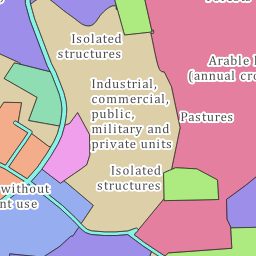 Isolated
structures
Arable
(annual cro
Industrial,
commercial,
public,
military and
private units
Pastures
Isolated
structures
without
nt use